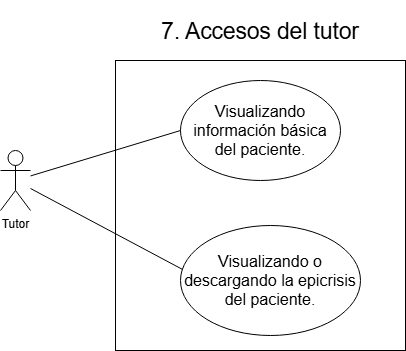 7. Accesos del tutor
Visualizando
información básica
del paciente.
Tutor
Visualizando o
descargando la epicrisis
del paciente.